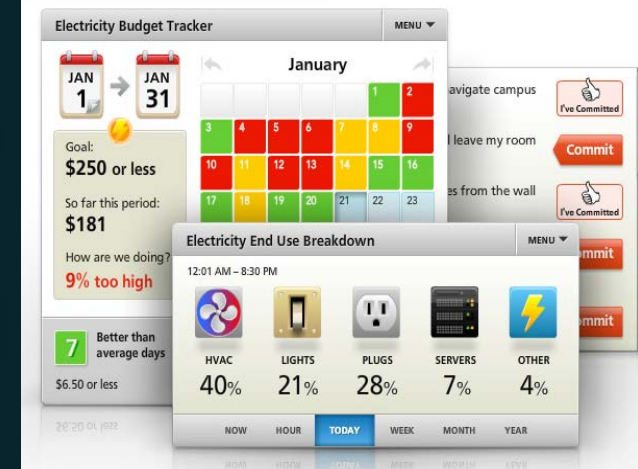 Electricity Budget Tracker
MENU
JAN
1
JAN
31
Goal:
$250 or less
So far this period:
$181
How are we doing?
9% too high
7
Better than
average days
$6.50 or less
January
1 2
3 4 5 6 7 8 9
10 11 12 13 14 15 16
17 18 19 20 21 22 23
avigate campus
I've Committed
leave my room
Commit
es from the wall
I've Committed
mmit
mmit
Electricity End Use Breakdown
MENU
12:01 AM – 8:30 PM
HVAC
40%
LIGHTS
21%
PLUGS
28%
SERVERS
7%
OTHER
4%
NOW HOUR TODAY WEEK MONTH YEAR